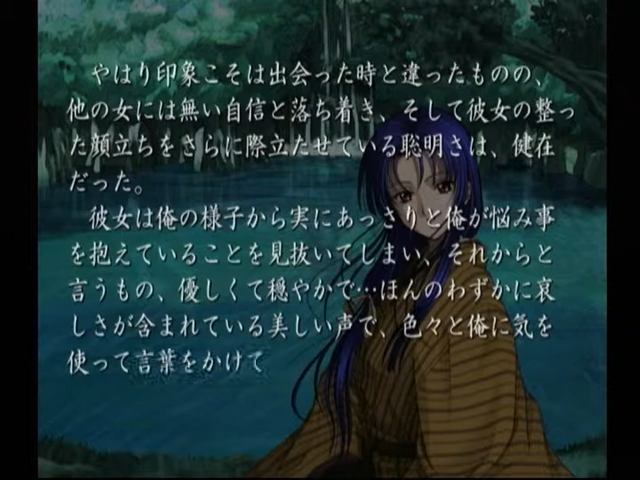 やはり印象こそは出会った時と違ったものの、
他の女には無い自信と落ち着き、そして彼女の整っ
た顔立ちをさらに際立たせている聡明さは、健在
だった。
彼女は俺の様子から実にあっさりと俺が悩み事
を抱えていることを見抜いてしまい、それからと
言うもの、優しくて穏やかで…ほんのわずかに哀
しさが含まれている美しい声で、色々と俺に気を
使って言葉をかけて